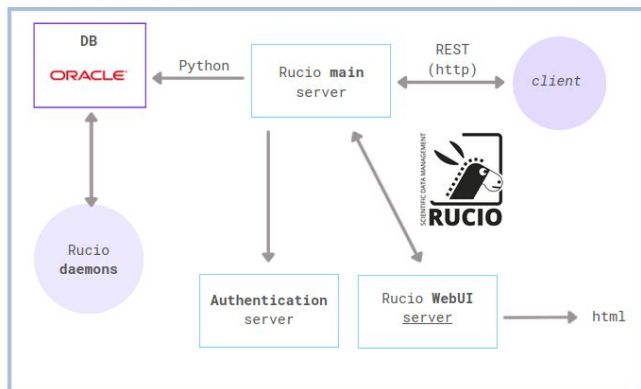 DB
ORACLE
Python
Rucio main
server
REST
(http)
client
SCIENTIFIC DATA MANAGEMENT
RUCIO
Rucio
daemons
Authentication
server
Rucio WebUI
server
html